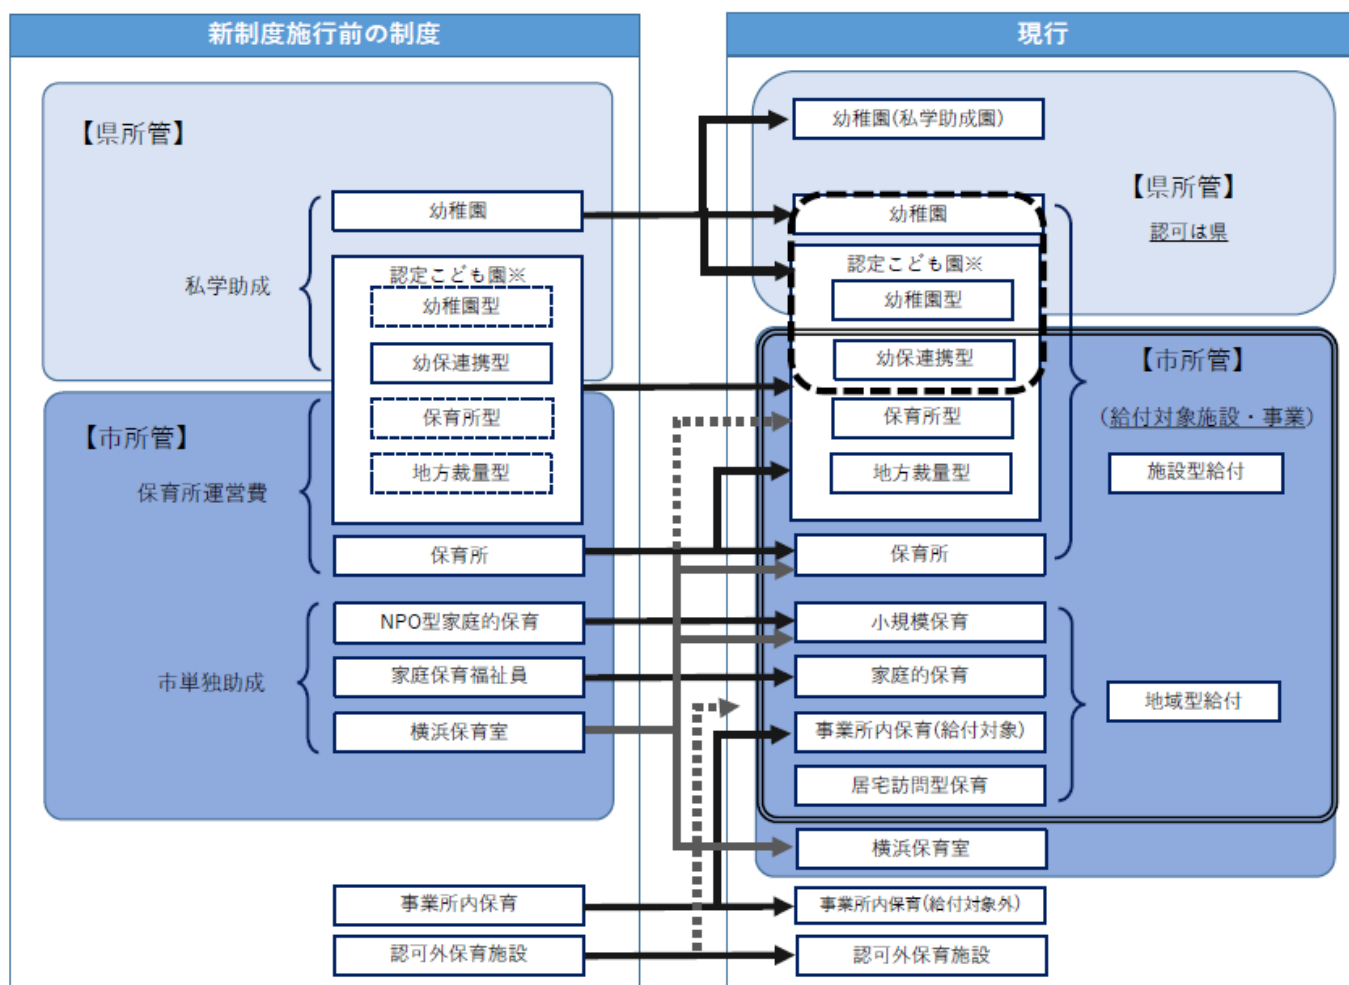 新制度施行前の制度
【県所管】
幼稚園
私学助成
認定こども園※
幼稚園型
幼保連携型
【市所管】
保育所型
地方裁量型
保育所運営費
保育所
NPO型家庭的保育
家庭保育福祉員
市単独助成
横浜保育室
事業所内保育
認可外保育施設
現行
幼稚園(私学助成園)
【県所管】
認可は県
幼稚園
認定こども園※
幼稚園型
幼保連携型
【市所管】
(給付対象施設・事業)
保育所型
地方裁量型
施設型給付
保育所
小規模保育
家庭的保育
地域型給付
事業所内保育(給付対象)
居宅訪問型保育
横浜保育室
事業所内保育(給付対象外)
認可外保育施設